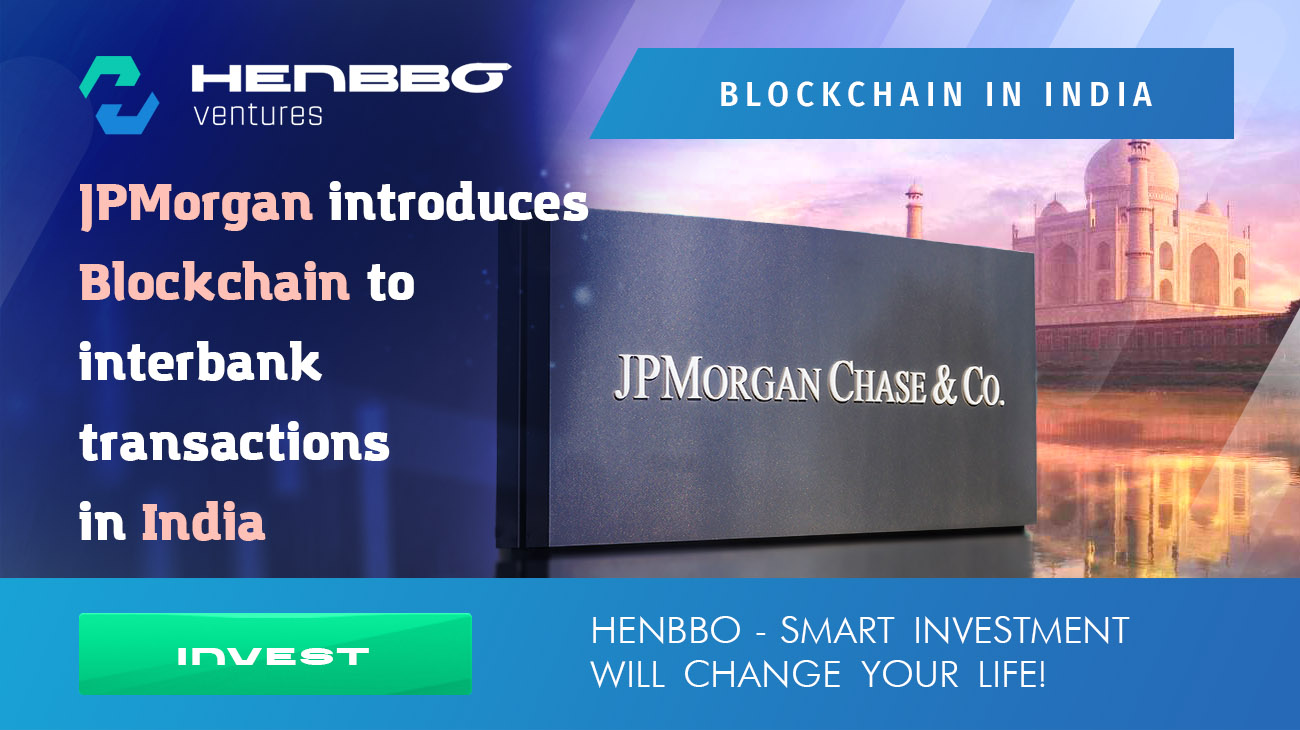 HENBBO
ventures
BLOCKCHAIN IN INDIA
JPMorgan introduces
Blockchain to
interbank
transactions
in India
JPMORGAN CHASE & CO.
INVEST
HENBBO - SMART INVESTMENT
WILL CHANGE YOUR LIFE!